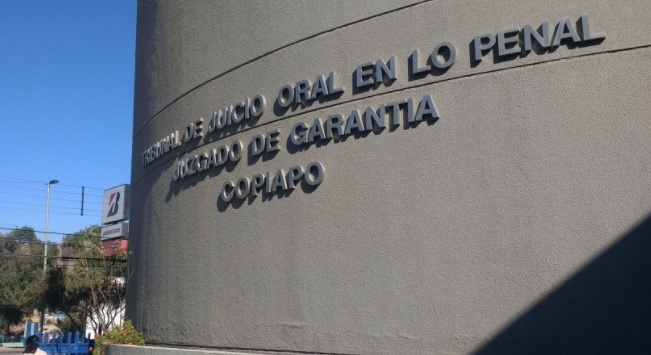 TRIBUNAL DE JUICIO ORAL EN LO PENAL
JUZGADO DE GARANTIA
COPIAPO